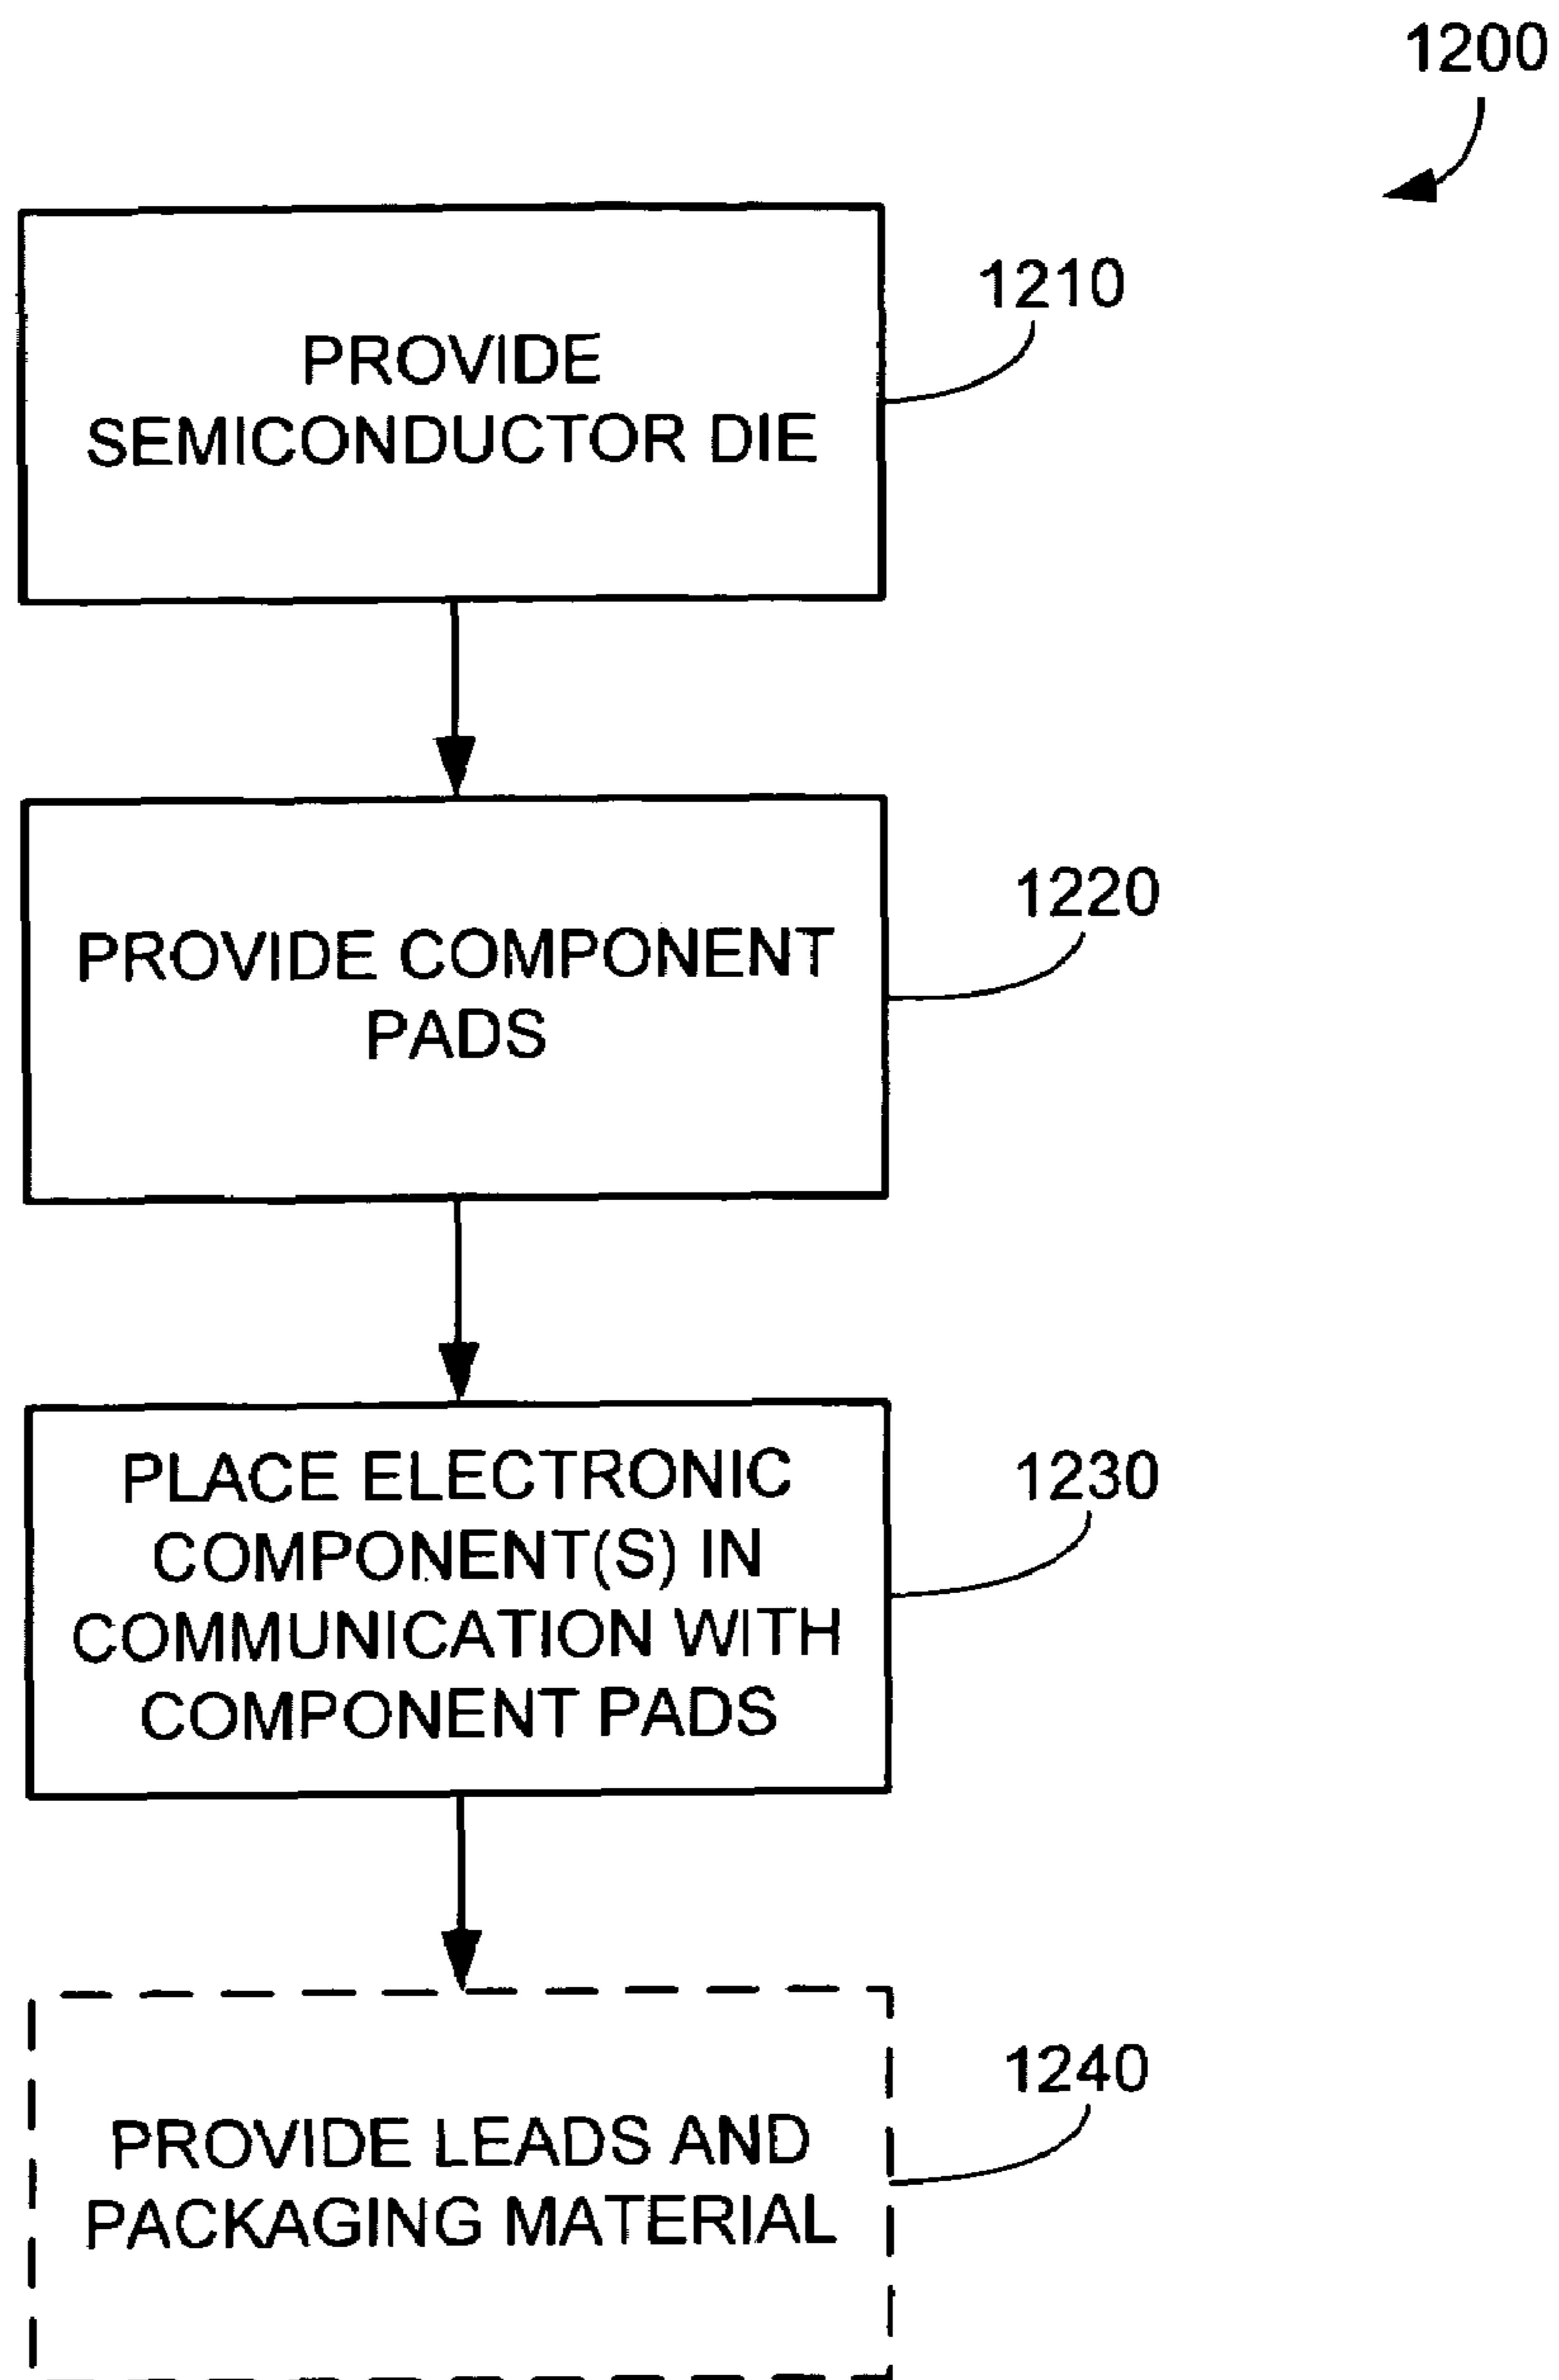 1200
1210
PROVIDE
SEMICONDUCTOR DIE
1220
PROVIDE COMPONENT
PADS
1230
PLACE ELECTRONIC
COMPONENT(S) IN
COMMUNICATION WITH
COMPONENT PADS
1240
PROVIDE LEADS AND
PACKAGING MATERIAL